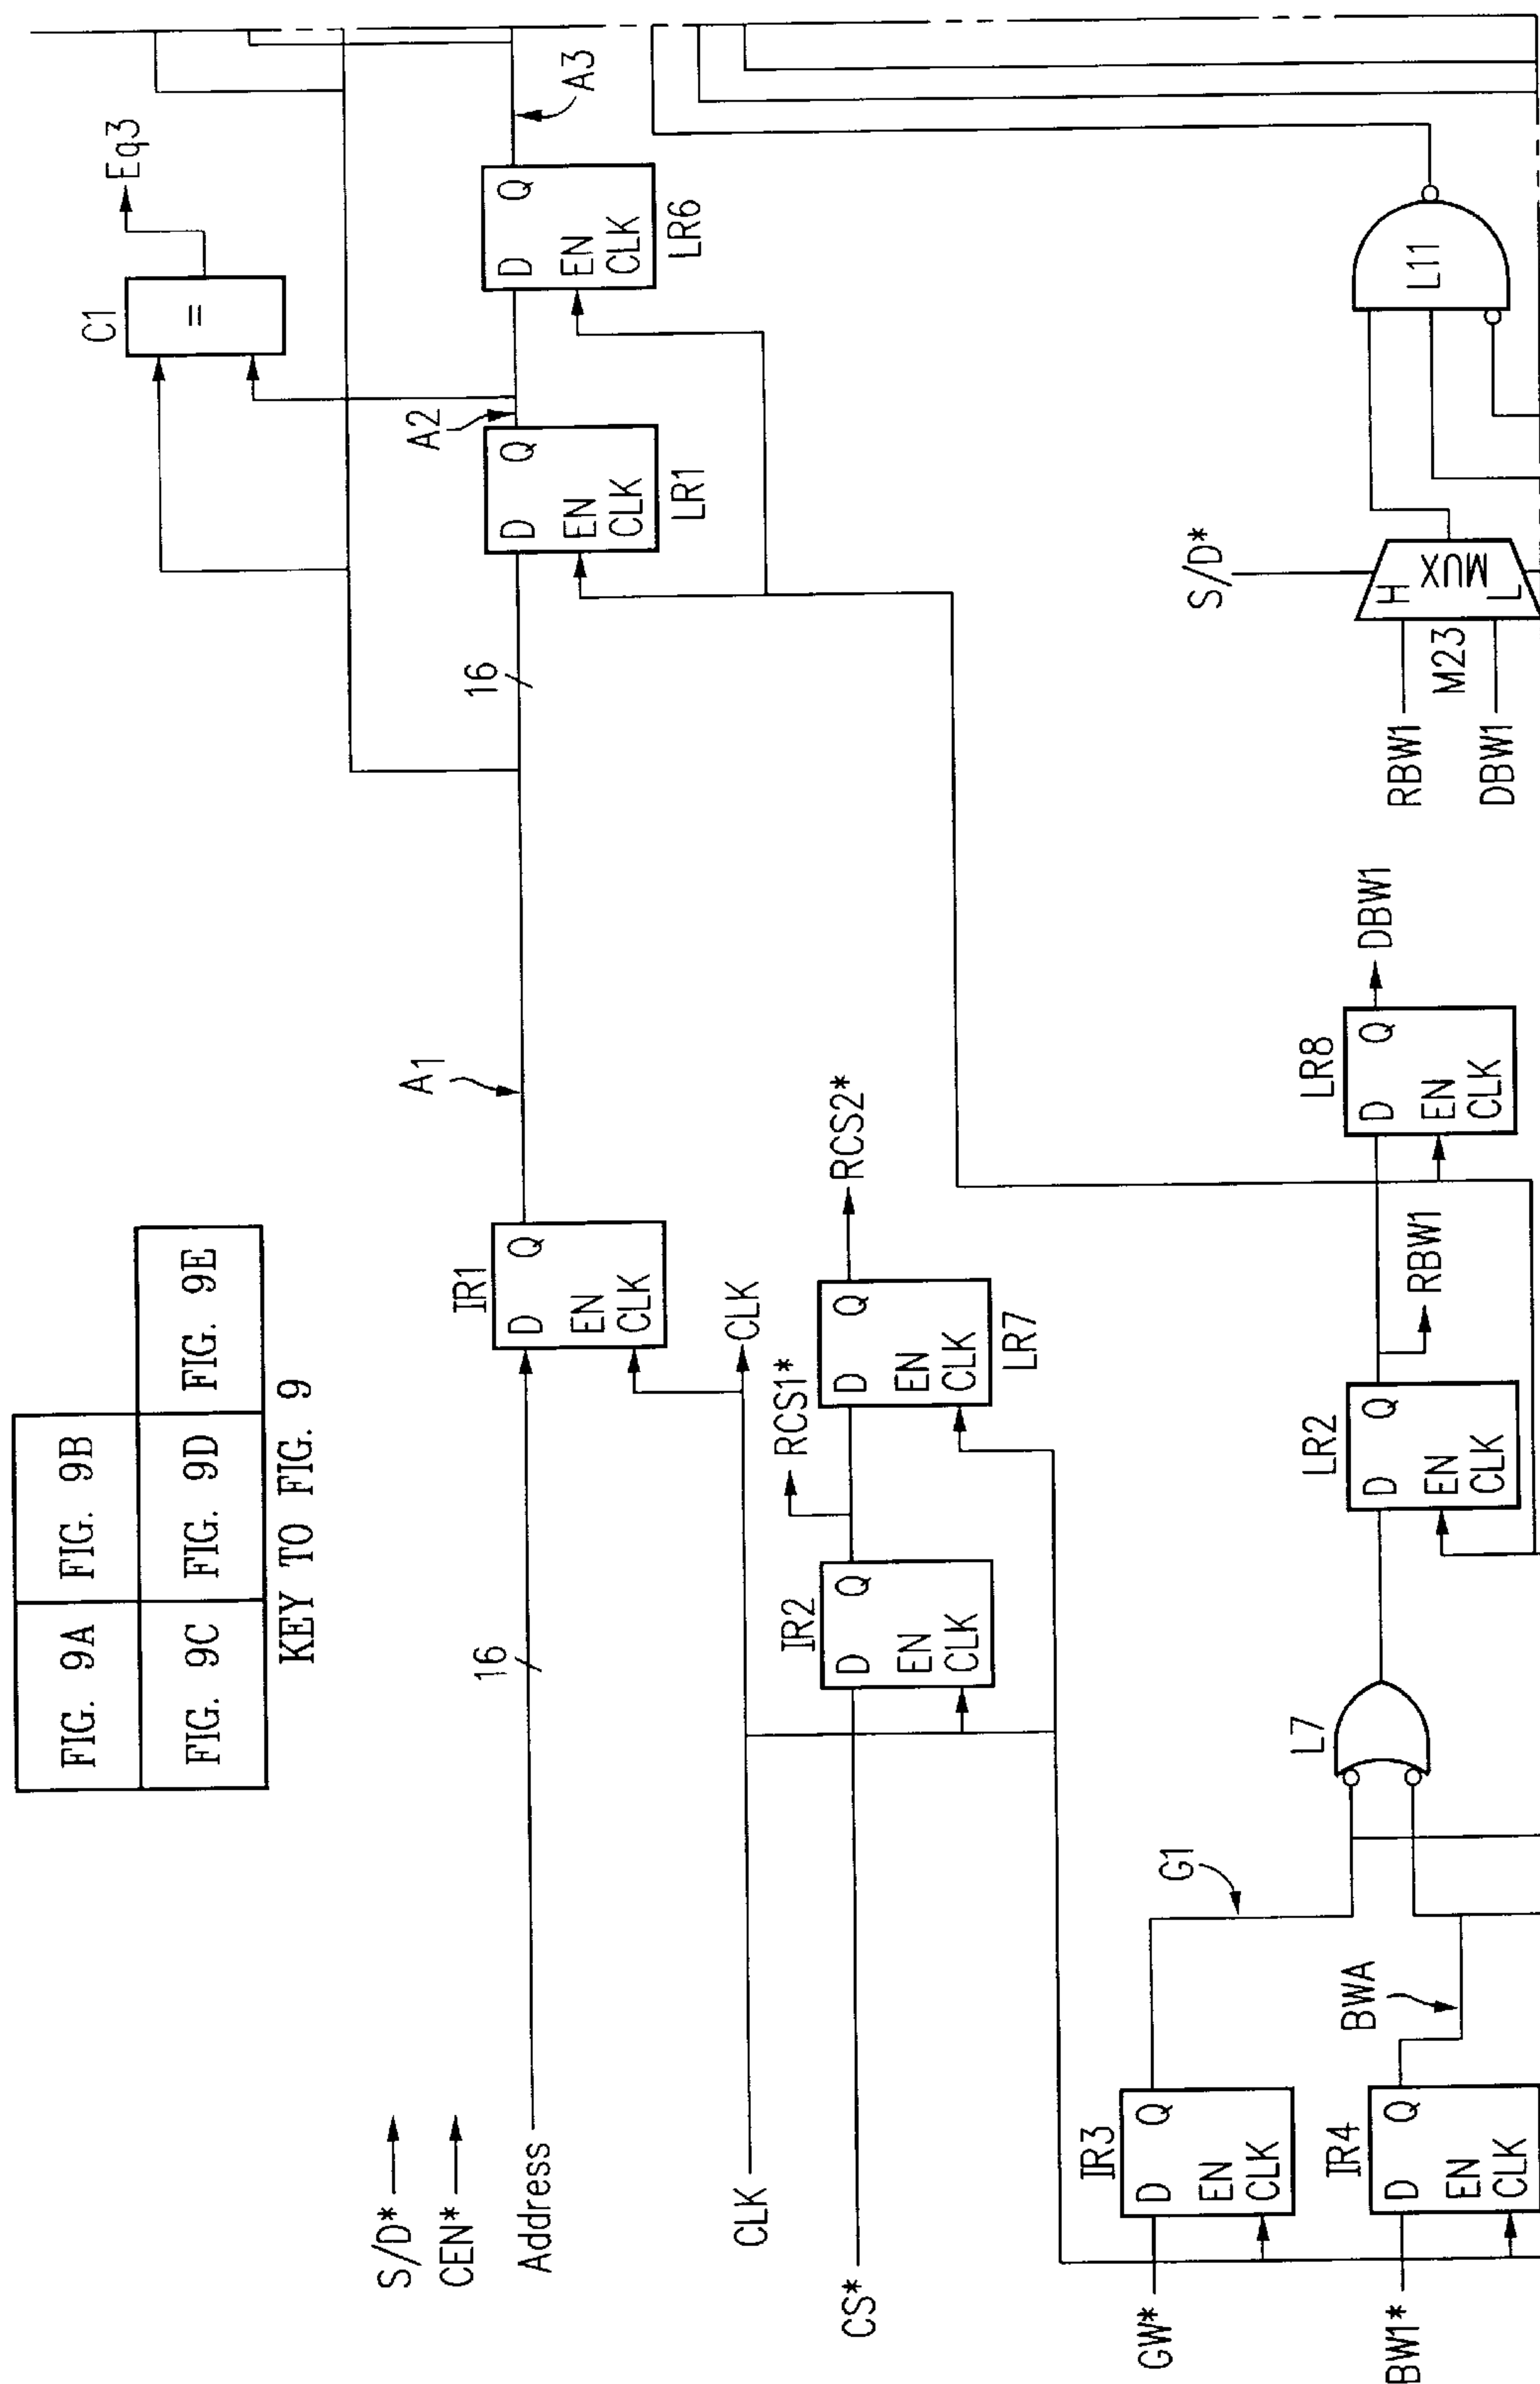 FIG. 9A
FIG. 9B
FIG. 9C
FIG. 9D
FIG. 9E
KEY TO FIG. 9
S/D*
CEN*
Address
16
IR1
D
Q
EN
CLK
A1
16
LR1
D
Q
EN
CLK
A2
C1
=
Eq3
LR6
D
Q
EN
CLK
A3
CLK
CLK
CS*
IR2
D
Q
EN
CLK
RCS1*
LR7
D
Q
EN
CLK
RCS2*
GW*
IR3
D
Q
EN
CLK
G1
BW1*
IR4
D
Q
EN
CLK
BWA
L7
LR2
D
Q
EN
CLK
RBW1
LR8
D
Q
EN
CLK
DBW1
S/D*
RBW1
M23
DBW1
H
MUX
L
L11